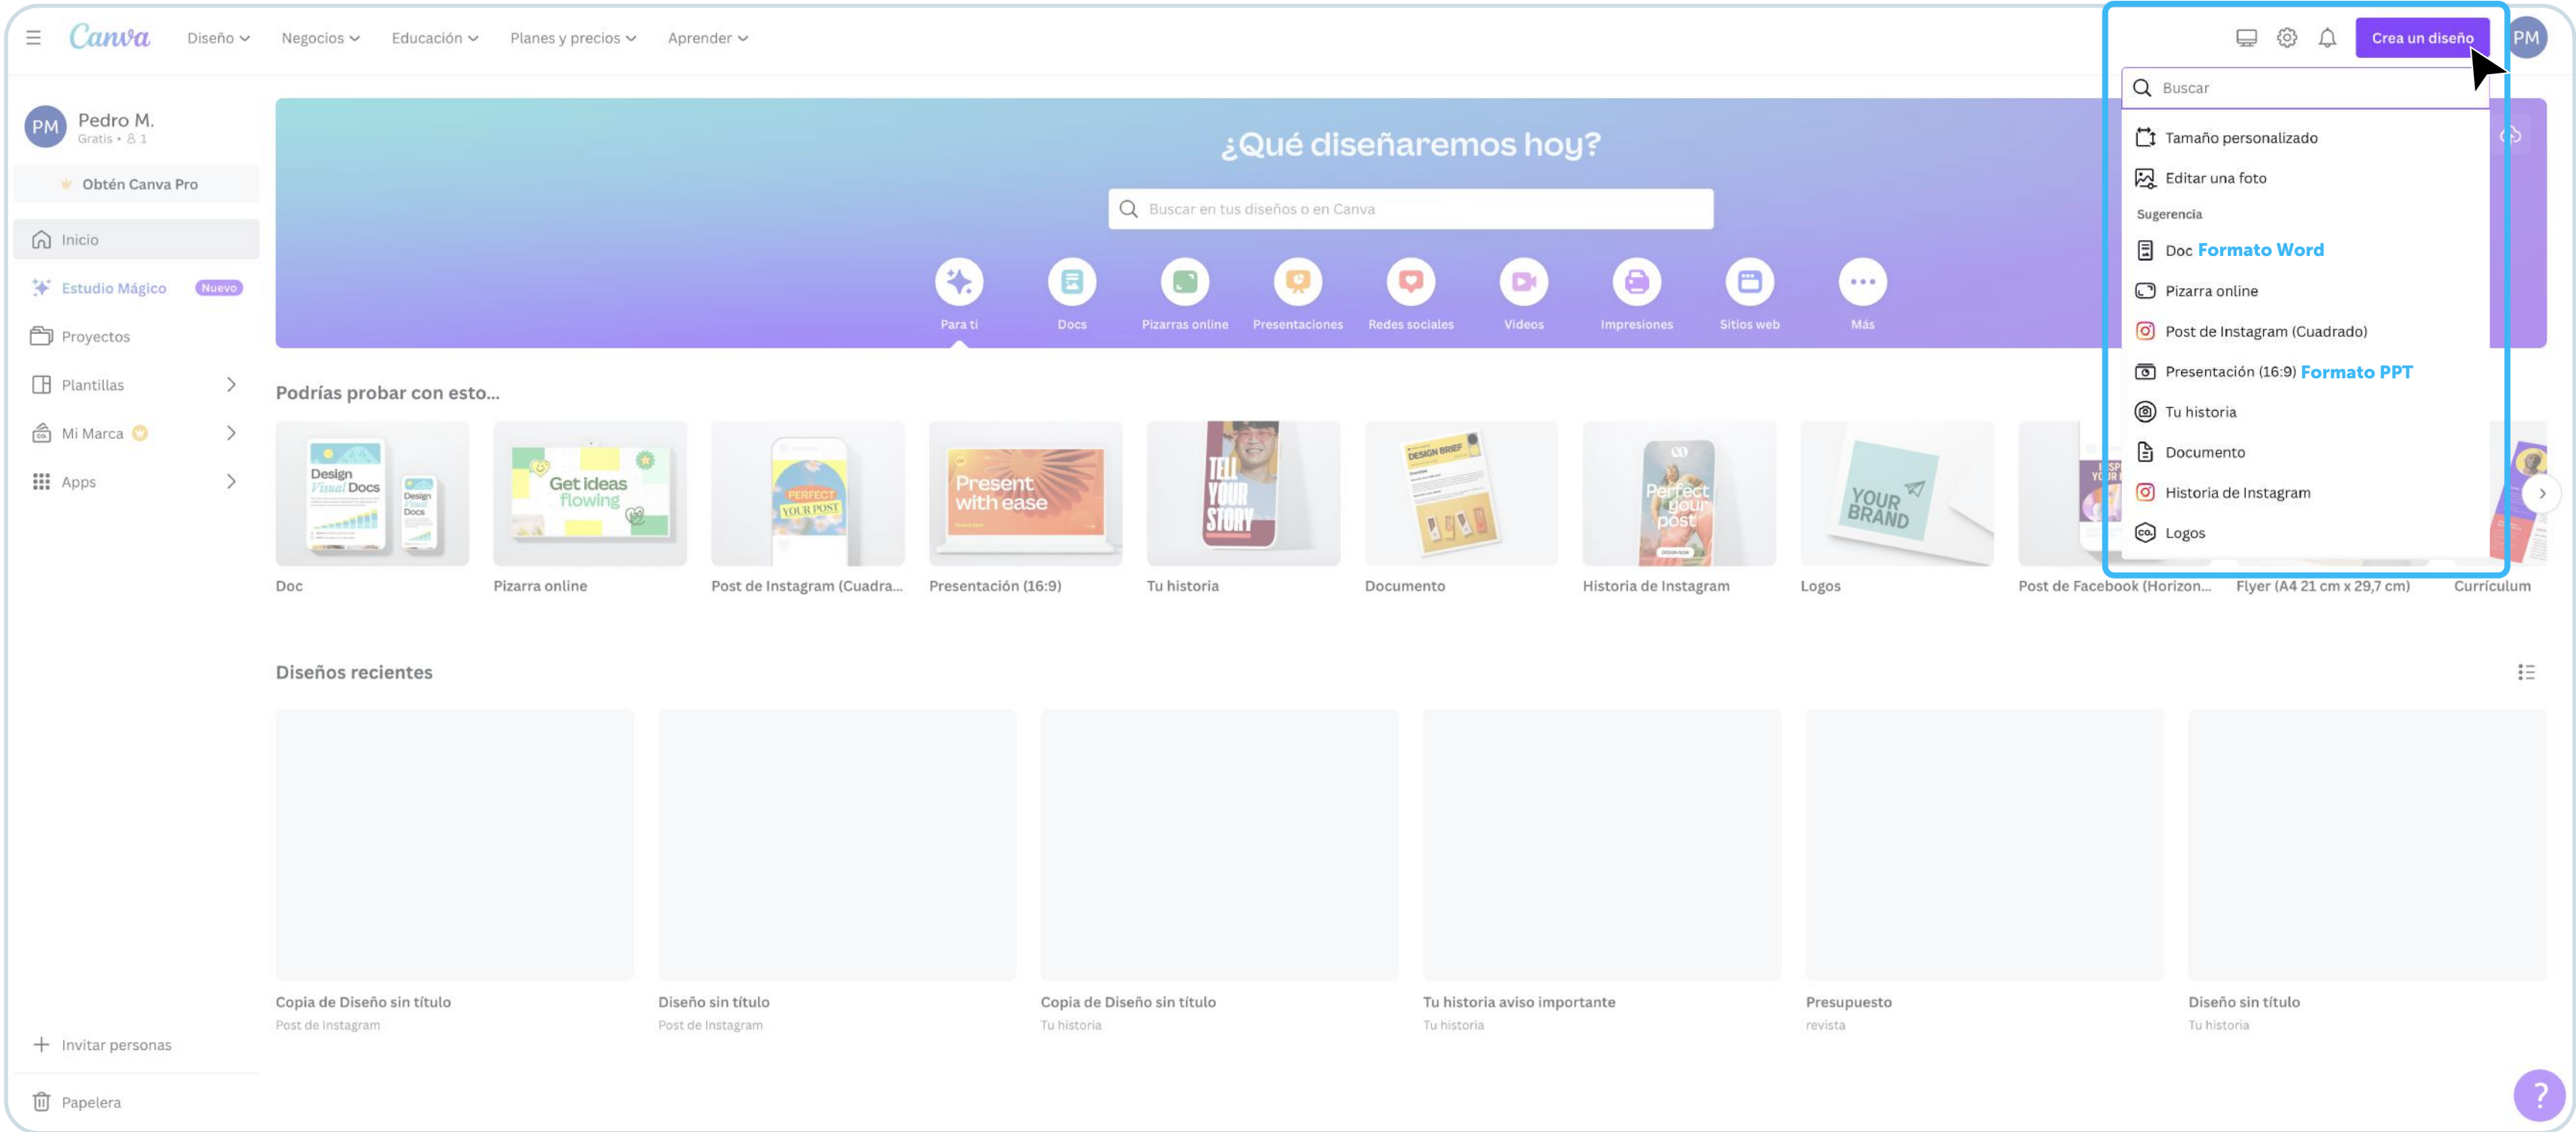 Canva
Diseño
Negocios
Educación
Planes y precios
Aprender
Crea un diseño
PM
PM
Pedro M.
Gratis • 1
Obtén Canva Pro
Inicio
Estudio Mágico
Nuevo
Proyectos
Plantillas
Mi Marca
Apps
Invitar personas
Papelera
¿Qué diseñaremos hoy?
Buscar en tus diseños o en Canva
Para ti
Docs
Pizarras online
Presentaciones
Redes sociales
Videos
Impresiones
Sitios web
Más
Buscar
Tamaño personalizado
Editar una foto
Sugerencia
Doc Formato Word
Pizarra online
Post de Instagram (Cuadrado)
Presentación (16:9) Formato PPT
Tu historia
Documento
Historia de Instagram
CO. Logos
Podrías probar con esto...
Design
Visual Docs
Design
Visual
Docs
Get ideas
flowing
PERFECT
YOUR POST
Present
with ease
TELL
YOUR
STORY
DESIGN BRIEF
Perfect
your
post
DESIGN NOW
YOUR
BRAND
Doc
Pizarra online
Post de Instagram (Cuadra...
Presentación (16:9)
Tu historia
Documento
Historia de Instagram
Logos
Post de Facebook (Horizon...
Flyer (A4 21 cm x 29,7 cm)
Currículum
Diseños recientes
Copia de Diseño sin título
Post de Instagram
Diseño sin título
Post de Instagram
Copia de Diseño sin título
Tu historia
Tu historia aviso importante
Tu historia
Presupuesto
revista
Diseño sin título
Tu historia
?